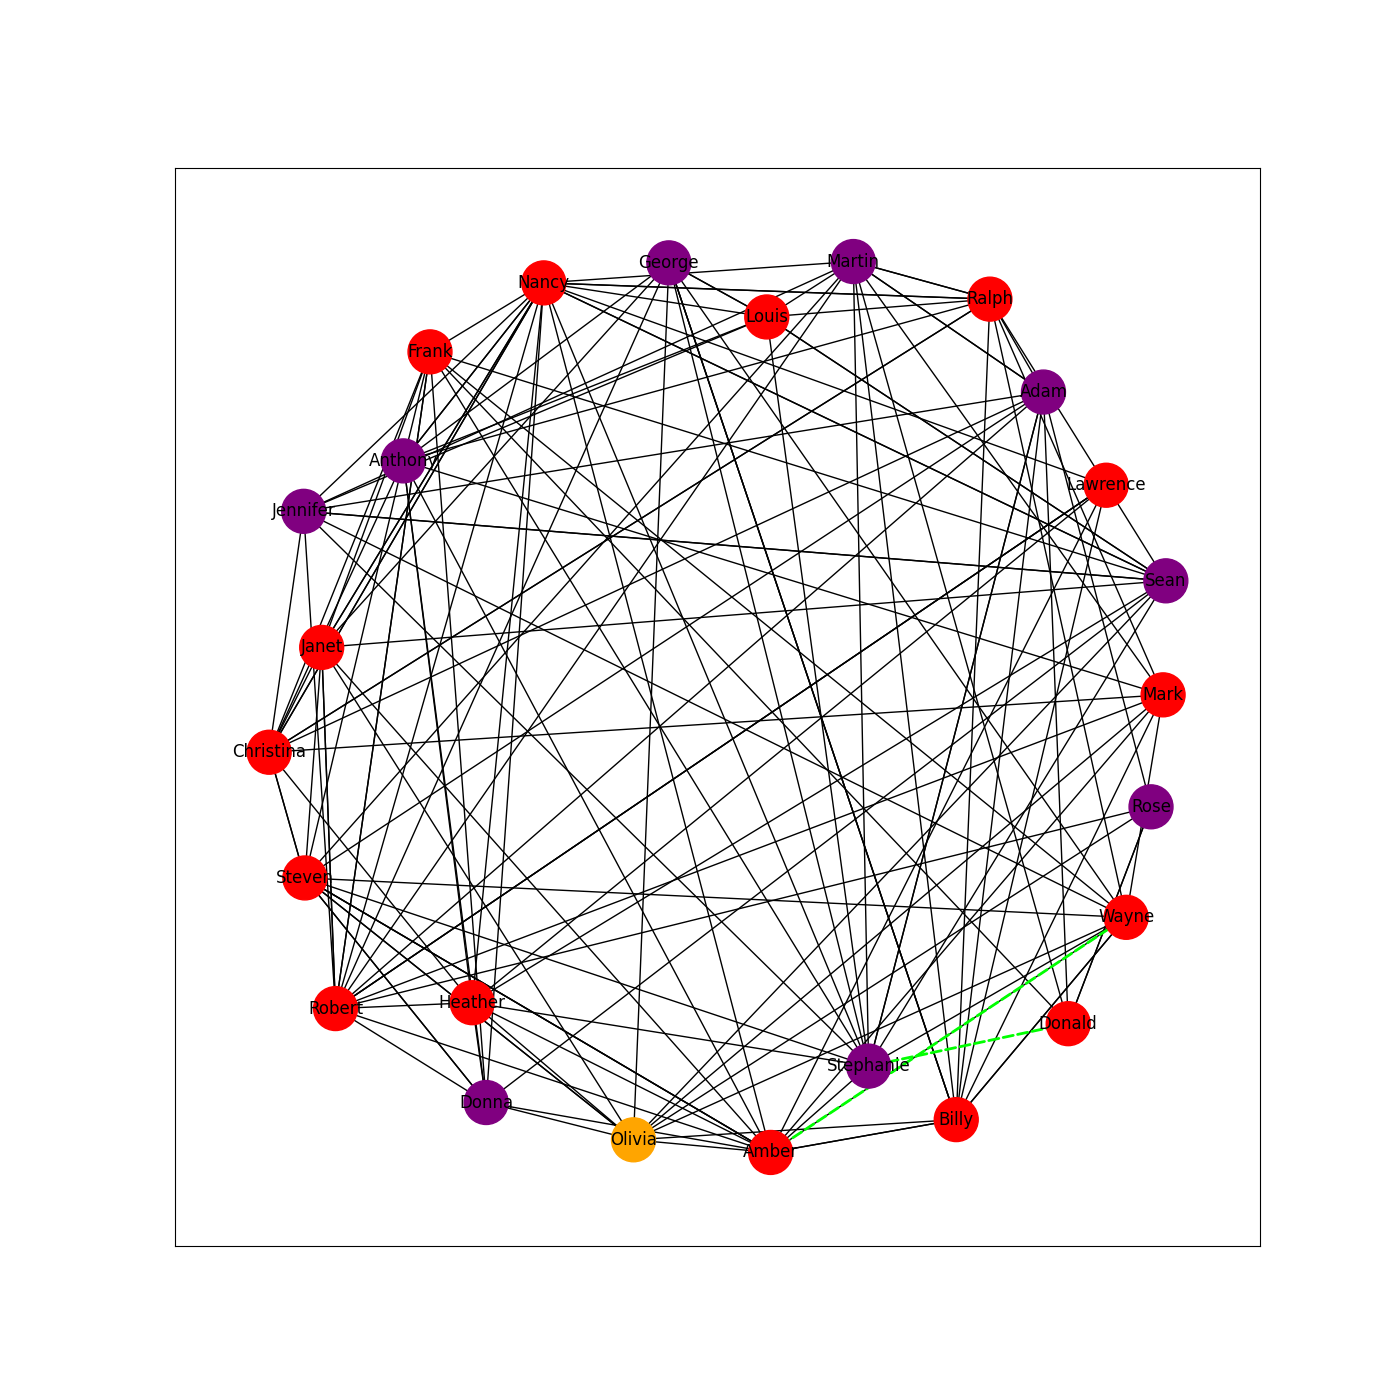 George
Martin
Nancy
Ralph
Louis
Frank
Adam
Anthony
Lawrence
Jennifer
Sean
Janet
Mark
Christina
Rose
Steven
Wayne
Heather
Robert
Donald
Stephanie
Donna
Billy
Olivia
Amber